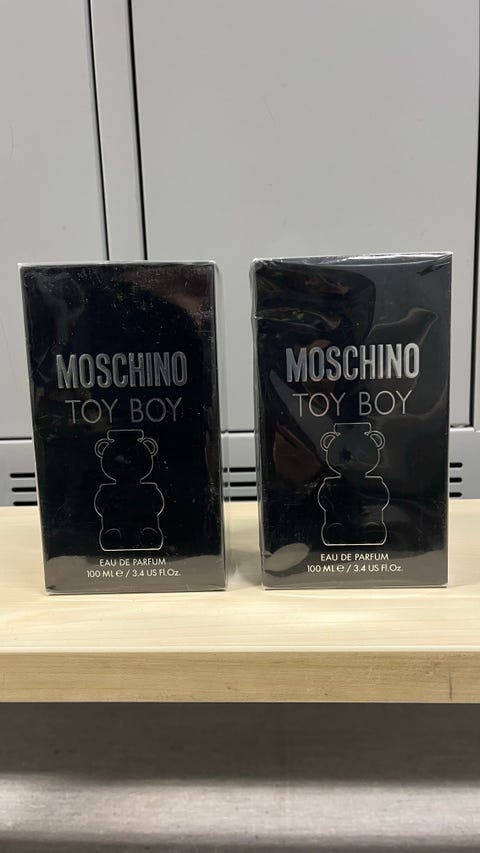 MOSCHINO
TOY BOY
EAU DE PARFUM
100 ML e / 3.4 US Fl.Oz.
MOSCHINO
TOY BOY
EAU DE PARFUM
100 ML e / 3.4 US Fl.Oz.